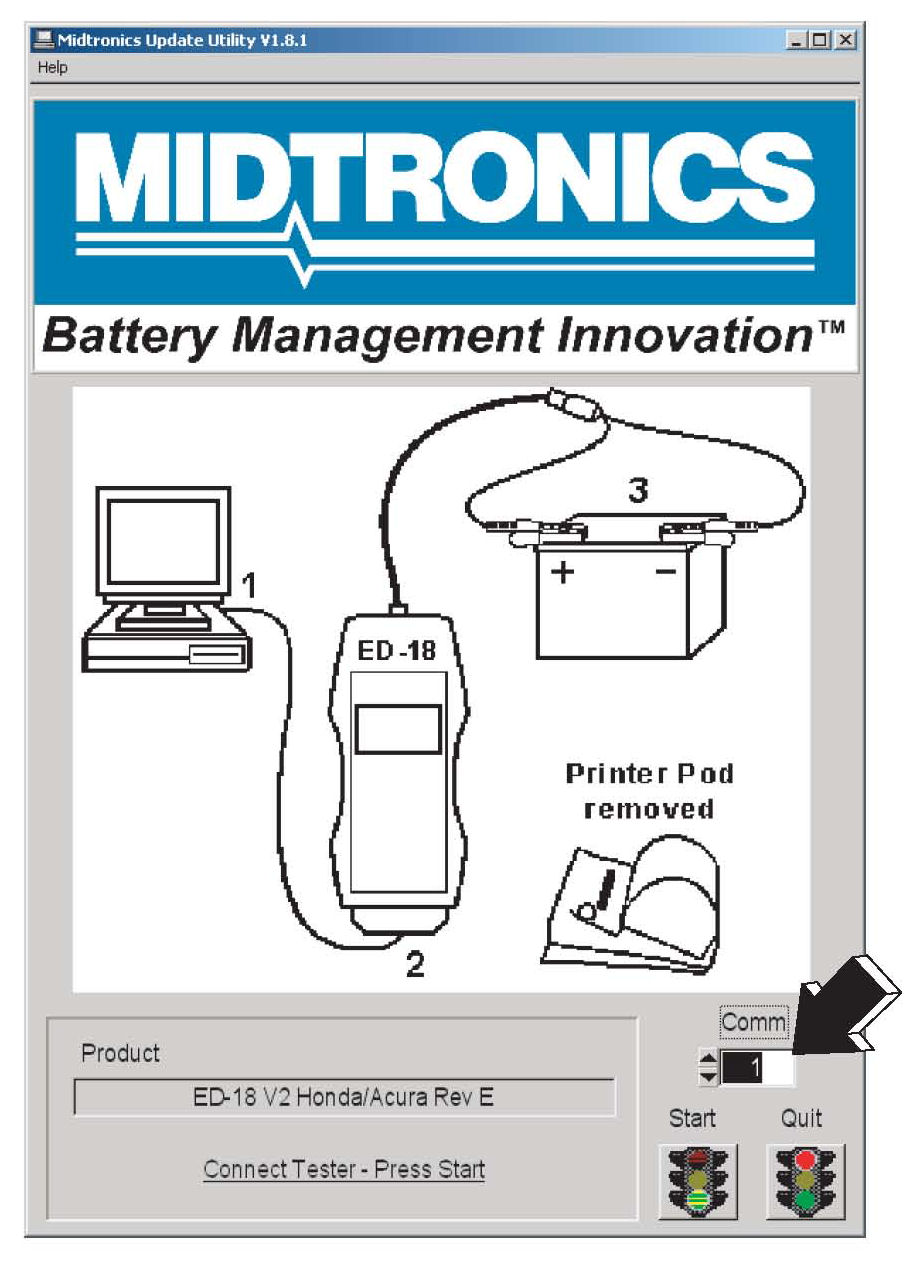 Midtronics Update Utility V1.8.1
Help
MIDTRONICS
Battery Management Innovation™
3
1
+ −
ED -18
Printer Pod
removed
2
Comm
1
Product
ED-18 V2 Honda/Acura Rev E
Start Quit
Connect Tester - Press Start